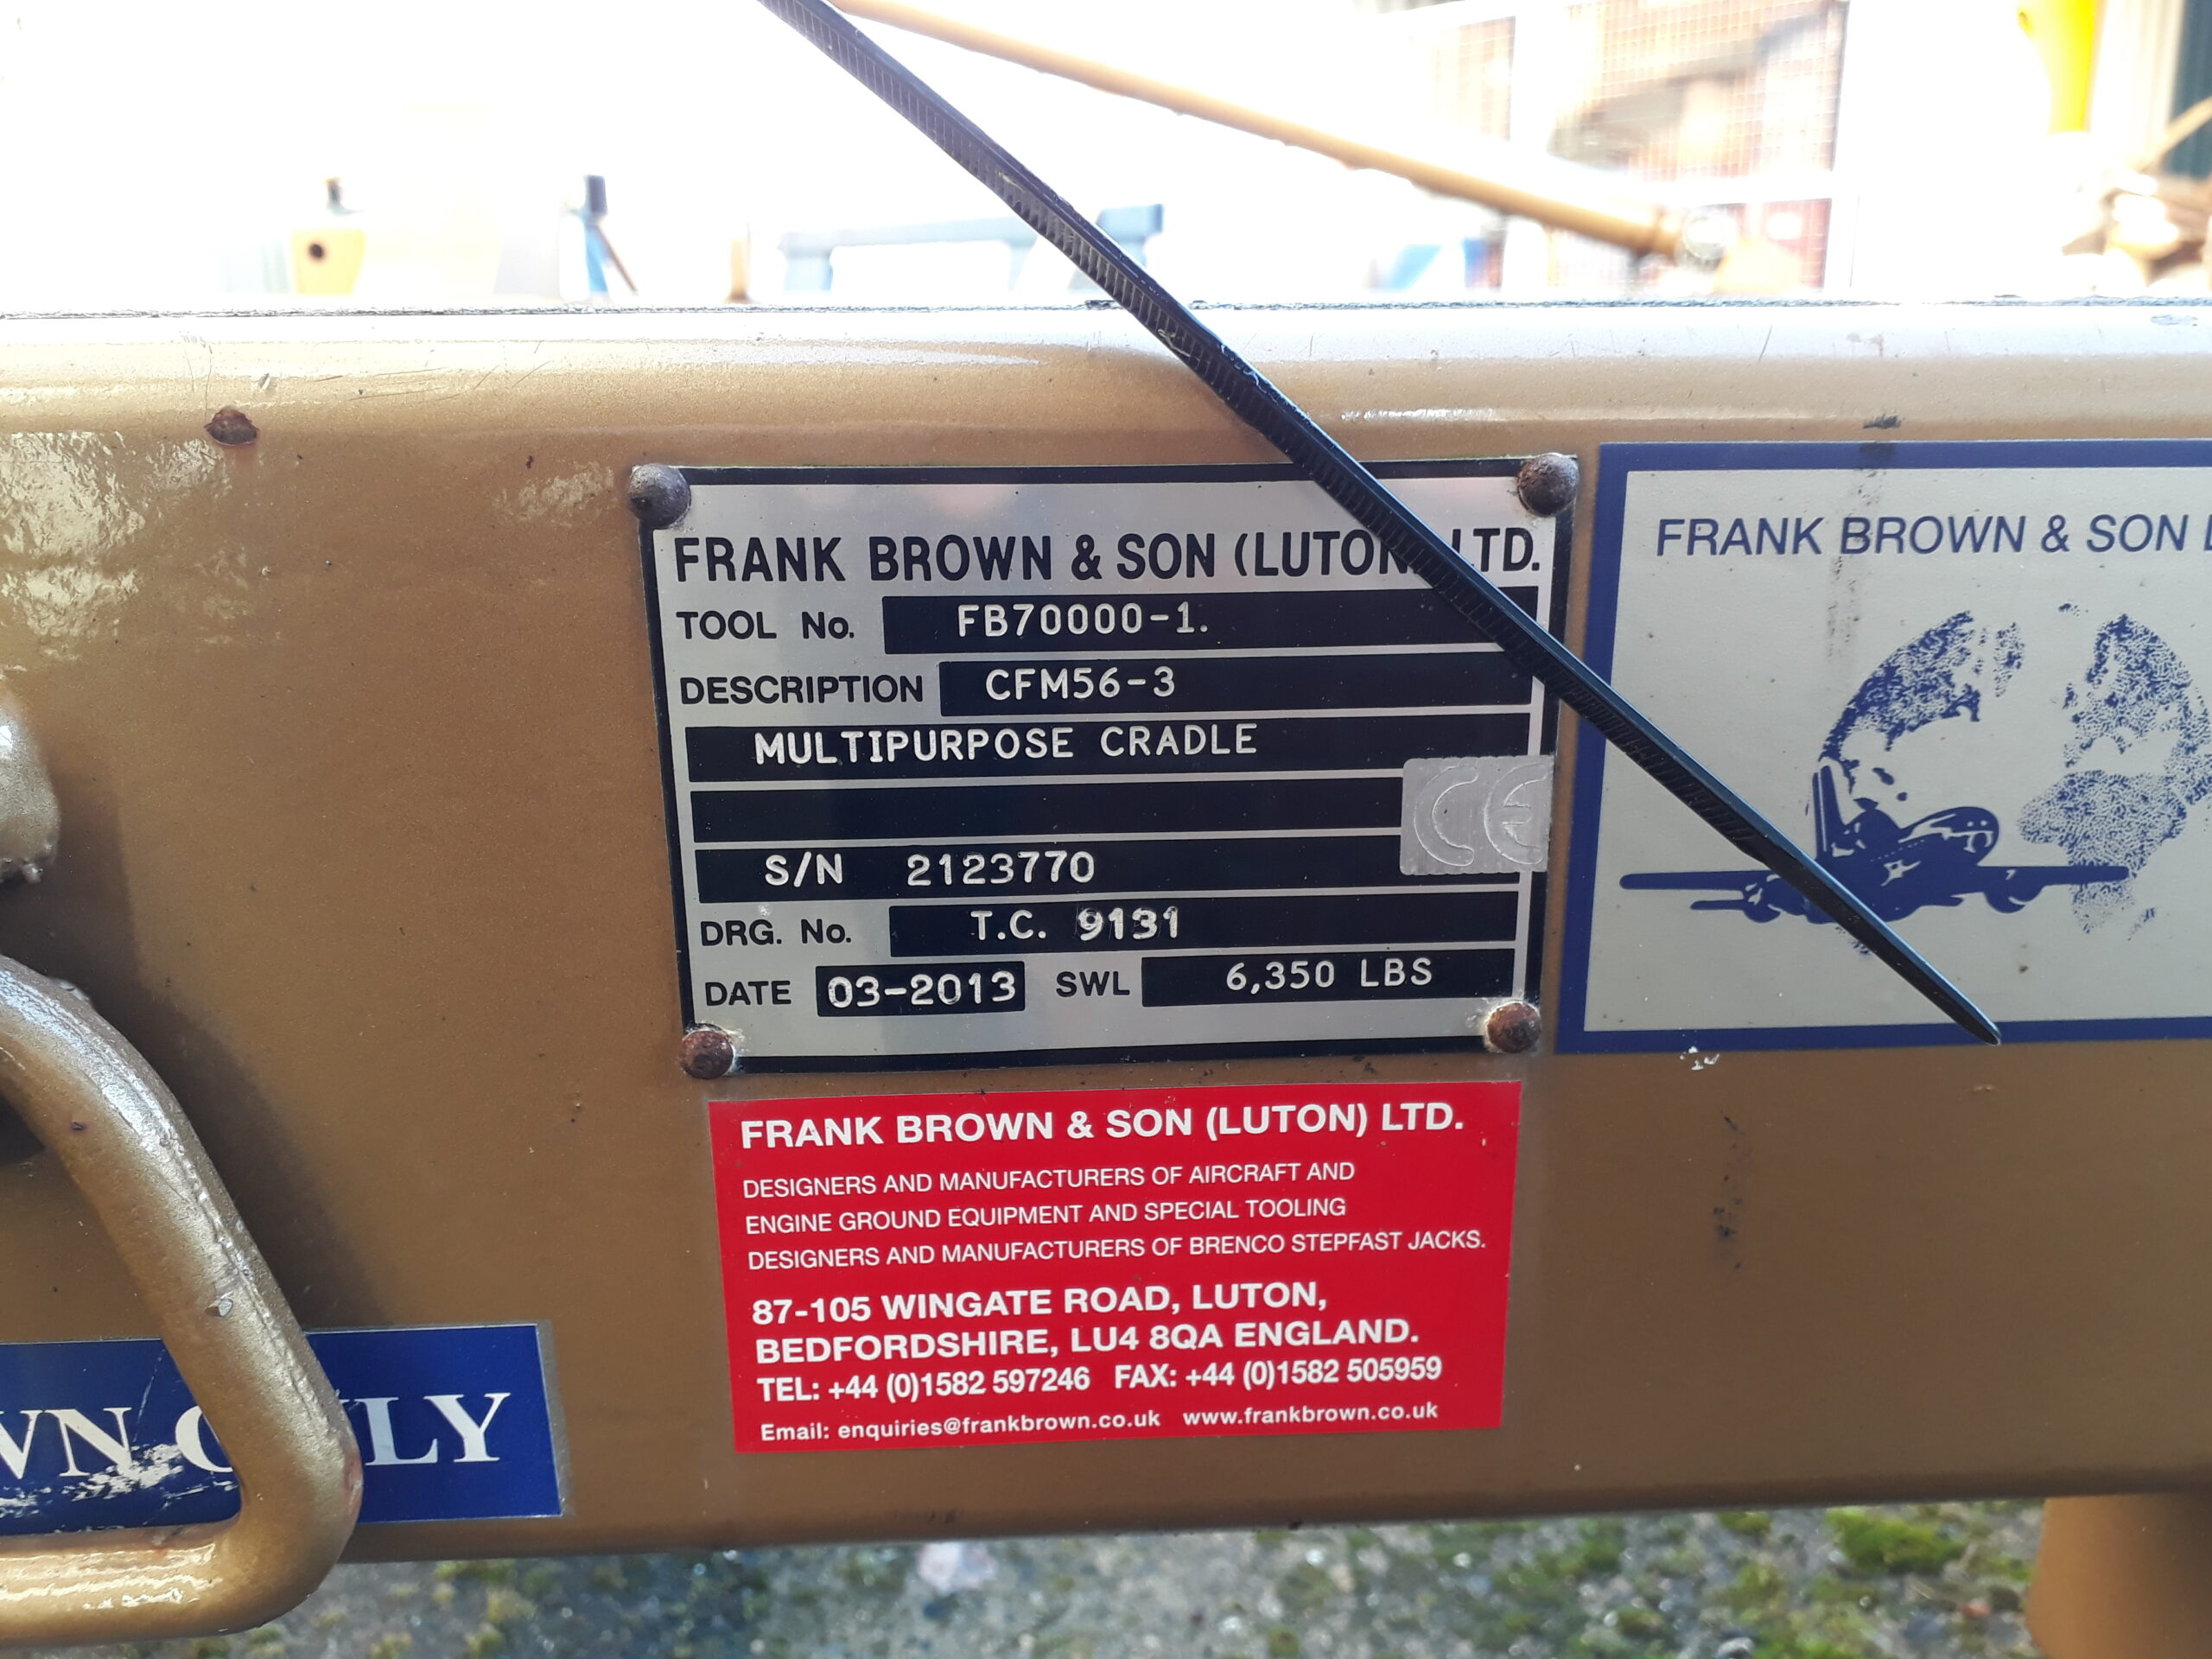 FRANK BROWN & SON (LUTON) LTD.
TOOL No. FB70000-1.
DESCRIPTION CFM56-3
MULTIPURPOSE CRADLE
CE
S/N 2123770
DRG. No. T.C. 9131
DATE 03-2013 SWL 6,350 LBS
FRANK BROWN & SON
FRANK BROWN & SON (LUTON) LTD.
DESIGNERS AND MANUFACTURERS OF AIRCRAFT AND
ENGINE GROUND EQUIPMENT AND SPECIAL TOOLING
DESIGNERS AND MANUFACTURERS OF BRENCO STEPFAST JACKS.
87-105 WINGATE ROAD, LUTON,
BEDFORDSHIRE, LU4 8QA ENGLAND.
TEL: +44 (0)1582 597246 FAX: +44 (0)1582 505959
Email: enquiries@frankbrown.co.uk www.frankbrown.co.uk
ONLY